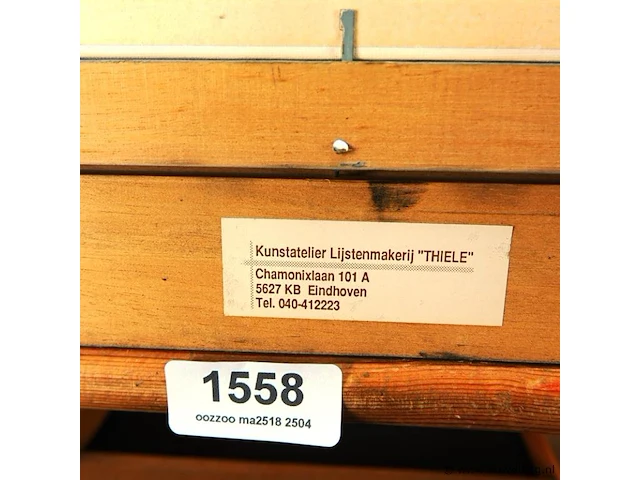 Kunstatelier Lijstenmakerij "THIELE"
Chamonixlaan 101 A
5627 KB Eindhoven
Tel. 040-412223
1558
oozzoo ma2518 2504